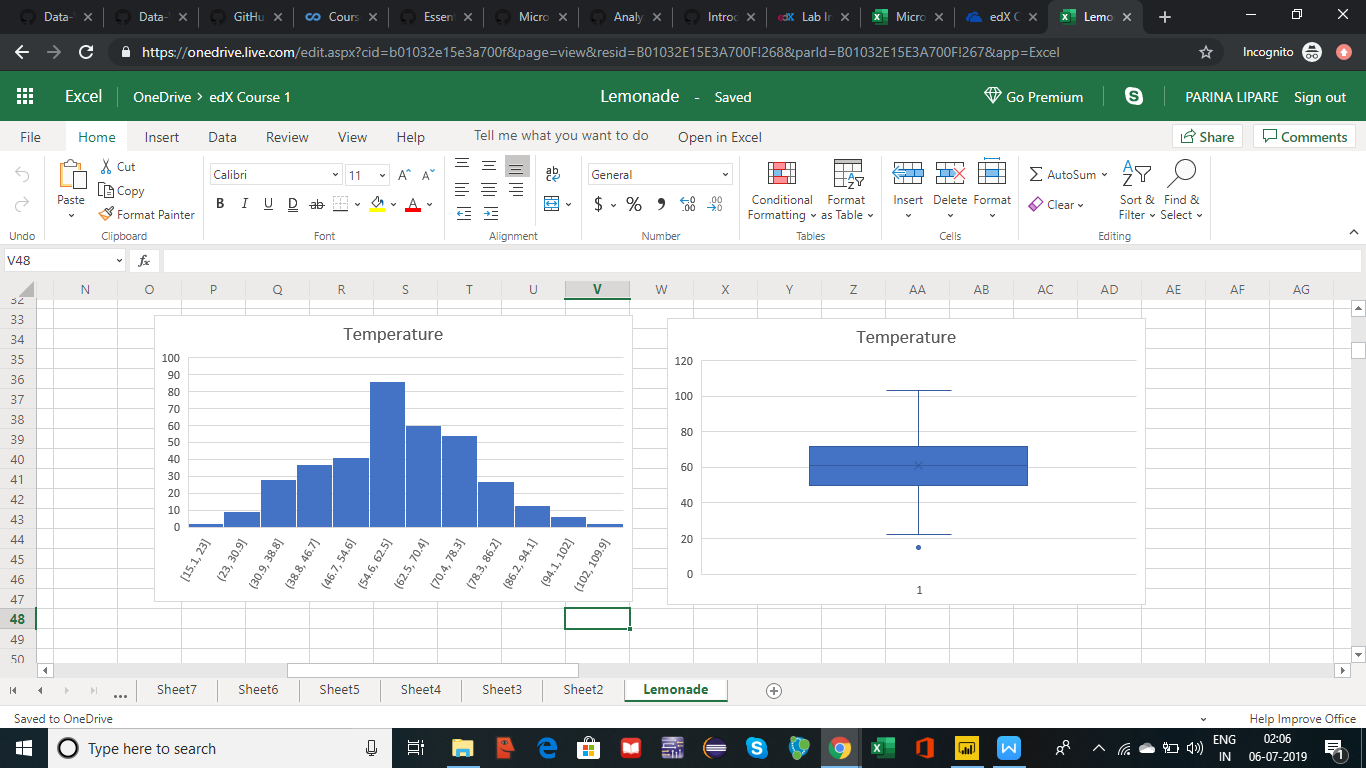 Data- Data- GitHu Cours Essen Micro Analy Introd Lab In Micro edX C Lemo
https://onedrive.live.com/edit.aspx?cid=b01032e15e3a700f&page=view&resid=B01032E15E3A700F!268&parId=B01032E15E3A700F!267&app=Excel Incognito
Excel OneDrive > edX Course 1 Lemonade - Saved Go Premium PARINA LIPARE Sign out
File Home Insert Data Review View Help Tell me what you want to do Open in Excel Share Comments
Cut
Copy
Format Painter
Paste
Calibri 11
B I U D ab A
General
$ % , .00 .00
ab
Conditional Formatting
Format as Table
Insert Delete Format
AutoSum
Clear
Sort & Filter
Find & Select
Undo Clipboard Font Alignment Number Tables Cells Editing
V48 fx
N O P Q R S T U V W X Y Z AA AB AC AD AE AF AG
32
33
34
35
36
37
38
39
40
41
42
43
44
45
46
47
48
49
50
Temperature
100
90
80
70
60
50
40
30
20
10
0
[15.1, 23] (23, 30.9] (30.9, 38.8] (38.8, 46.7] (46.7, 54.6] (54.6, 62.5] (62.5, 70.4] (70.4, 78.3] (78.3, 86.2] (86.2, 94.1] (94.1, 102] (102, 109.9]
Temperature
120
100
80
60
40
20
0
1
... Sheet7 Sheet6 Sheet5 Sheet4 Sheet3 Sheet2 Lemonade
Saved to OneDrive Help Improve Office
Type here to search
ENG
IN
02:06
06-07-2019
1